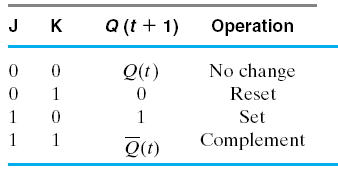 J K Q (t + 1) Operation
0 0 Q(t) No change
0 1 0 Reset
1 0 1 Set
1 1 Q̅(t) Complement